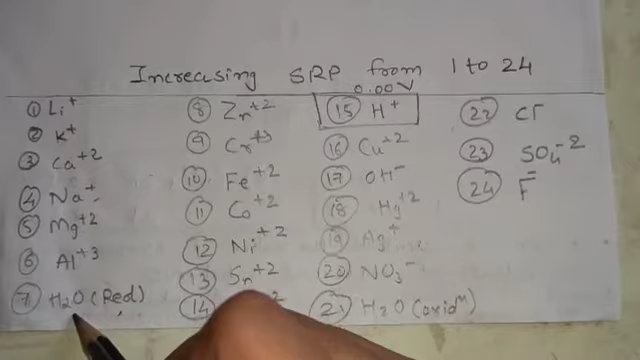 Increasing SRP from 1 to 24
0.00V
① Li⁺
② K⁺
③ Ca⁺²
④ Na⁺
⑤ Mg⁺²
⑥ Al⁺³
⑦ H₂O (Red)
⑧ Zn⁺²
⑨ Cr⁺³
⑩ Fe⁺²
⑪ Co⁺²
⑫ Ni⁺²
⑬ Sn⁺²
⑭
⑮ H⁺
⑯ Cu⁺²
⑰ OH⁻
⑱ Hg⁺²
⑲ Ag⁺
⑳ NO₃⁻
㉑ H₂O (oxidⁿ)
㉒ Cl⁻
㉓ SO₄⁻²
㉔ F⁻